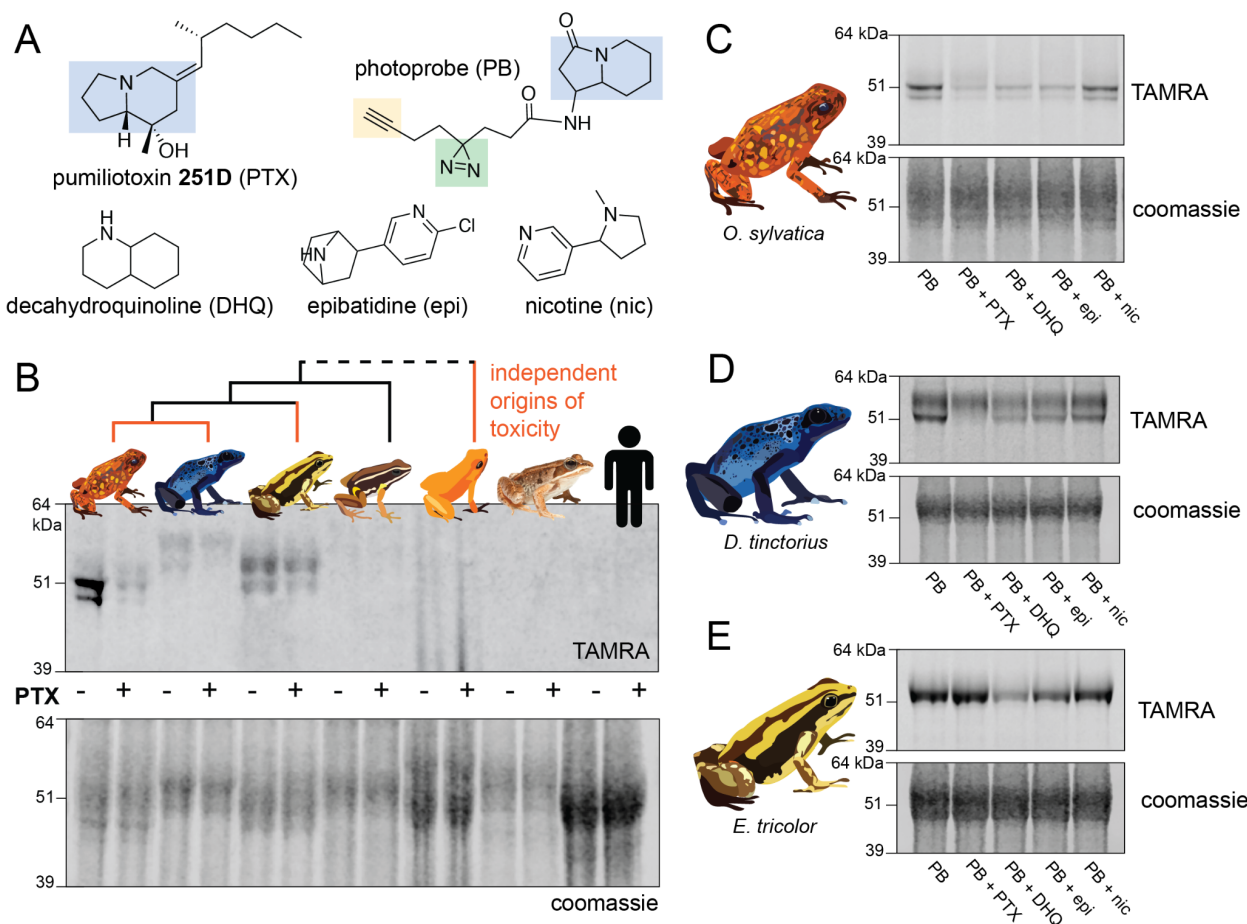 A
N
H
OH
pumiliotoxin 251D (PTX)
photoprobe (PB)
O
N
O
NH
N=N
H
N
decahydroquinoline (DHQ)
HN
N
Cl
epibatidine (epi)
N
N
nicotine (nic)
B
independent
origins of
toxicity
64
kDa
51
39
TAMRA
PTX - + - + - + - + - + - + - +
64
51
39
coomassie
C
64 kDa
51
39
TAMRA
64 kDa
51
39
coomassie
O. sylvatica
PB
PB + PTX
PB + DHQ
PB + epi
PB + nic
D
64 kDa
51
39
TAMRA
64 kDa
51
39
coomassie
D. tinctorius
PB
PB + PTX
PB + DHQ
PB + epi
PB + nic
E
64 kDa
51
39
TAMRA
64 kDa
51
39
coomassie
E. tricolor
PB
PB + PTX
PB + DHQ
PB + epi
PB + nic